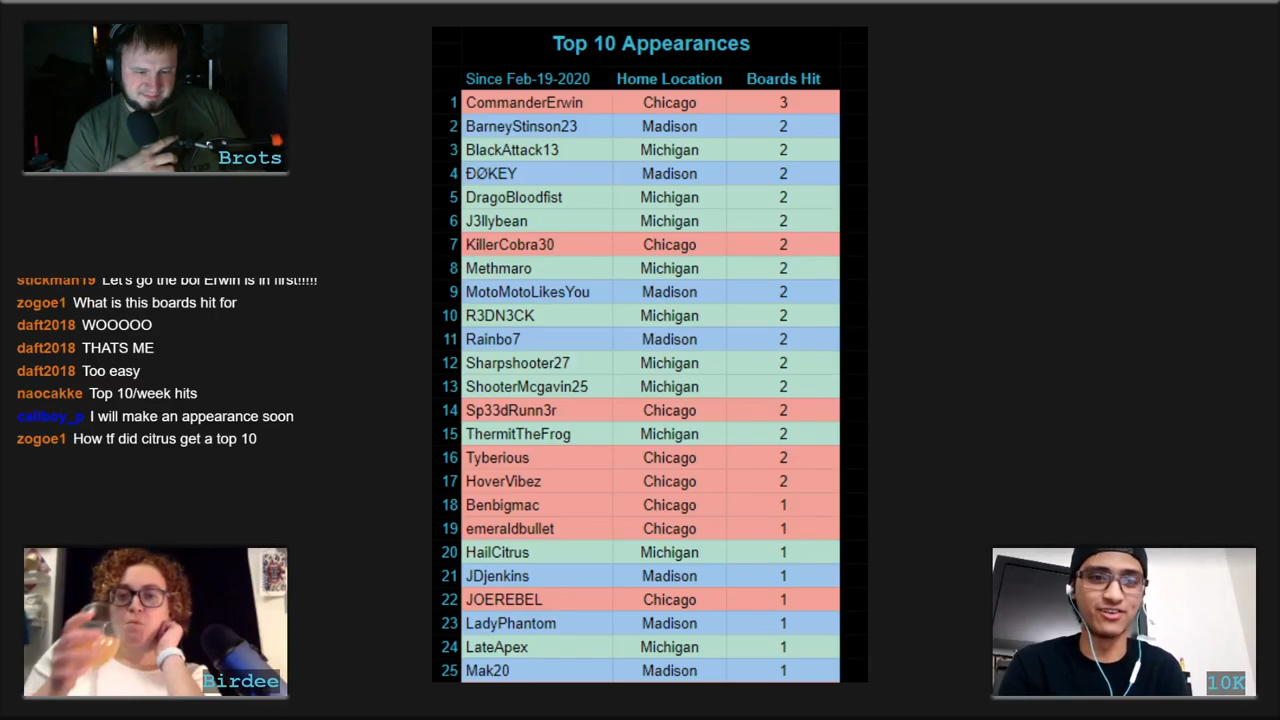 Top 10 Appearances
Since Feb-19-2020 Home Location Boards Hit
1 CommanderErwin Chicago 3
2 BarneyStinson23 Madison 2
3 BlackAttack13 Michigan 2
4 ÐØKEY Madison 2
5 DragoBloodfist Michigan 2
6 J3llybean Michigan 2
7 KillerCobra30 Chicago 2
8 Methmaro Michigan 2
9 MotoMotoLikesYou Madison 2
10 R3DN3CK Michigan 2
11 Rainbo7 Madison 2
12 Sharpshooter27 Michigan 2
13 ShooterMcgavin25 Michigan 2
14 Sp33dRunn3r Chicago 2
15 ThermitTheFrog Michigan 2
16 Tyberious Chicago 2
17 HoverVibez Chicago 2
18 Benbigmac Chicago 1
19 emeraldbullet Chicago 1
20 HailCitrus Michigan 1
21 JDjenkins Madison 1
22 JOEREBEL Chicago 1
23 LadyPhantom Madison 1
24 LateApex Michigan 1
25 Mak20 Madison 1
Brots
stickman19 Let's go the boi Erwin is in first!!!!!
zogoe1 What is this boards hit for
daft2018 WOOOOO
daft2018 THATS ME
daft2018 Too easy
naocakke Top 10/week hits
callboy_p I will make an appearance soon
zogoe1 How tf did citrus get a top 10
Birdee
10K